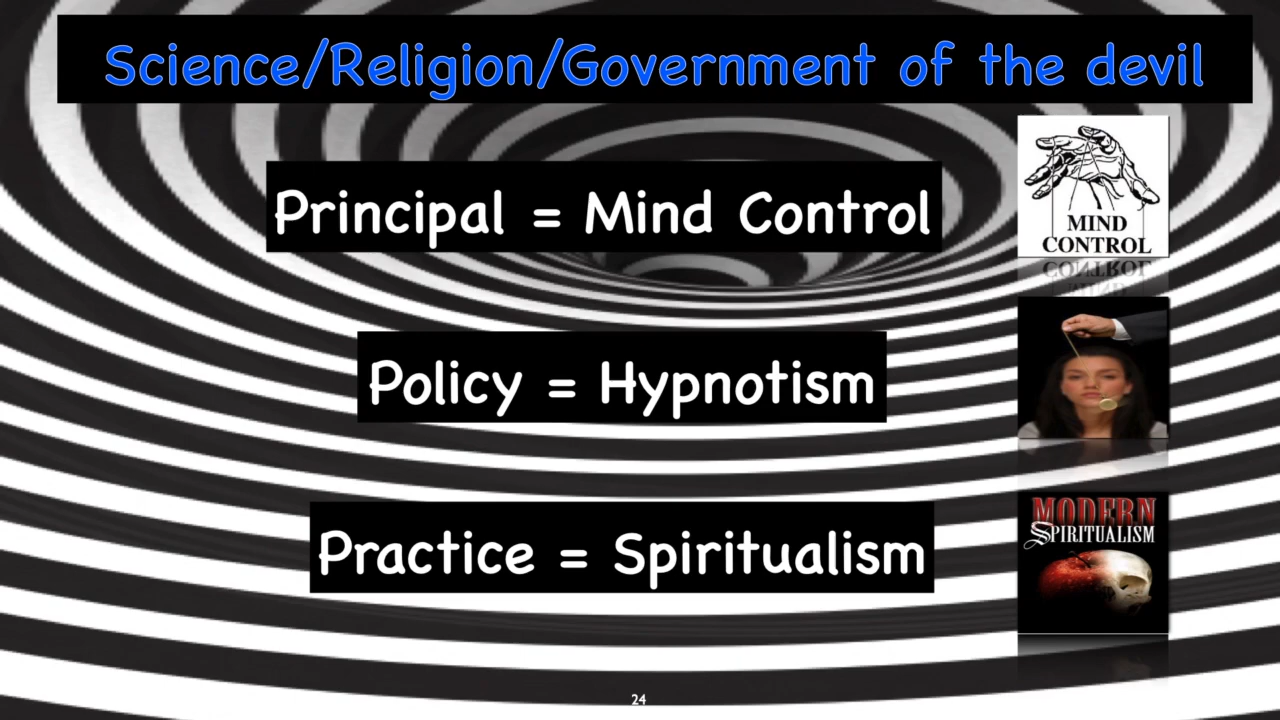 Science/Religion/Government of the devil
Principal = Mind Control
MIND
CONTROL
Policy = Hypnotism
Practice = Spiritualism
MODERN
SPIRITUALISM
24